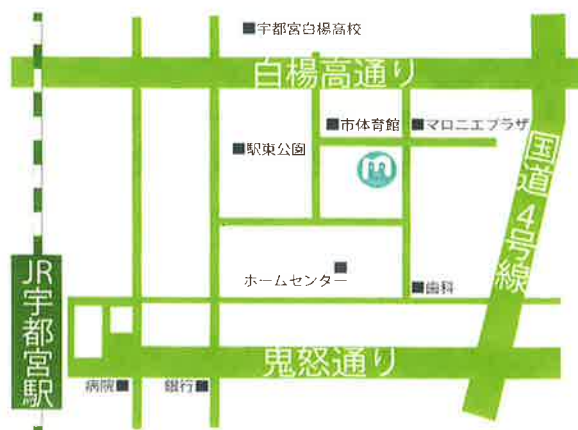 ■宇都宮白楊高校
白楊高通り
■市体育館
■マロニエプラザ
■駅東公園
国道4号線
ホームセンター
■歯科
JR宇都宮駅
鬼怒通り
病院■
銀行■